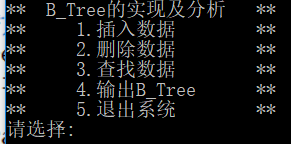 ** B_Tree的实现及分析 **
** 1.插入数据 **
** 2.删除数据 **
** 3.查找数据 **
** 4.输出B_Tree **
** 5.退出系统 **
请选择: